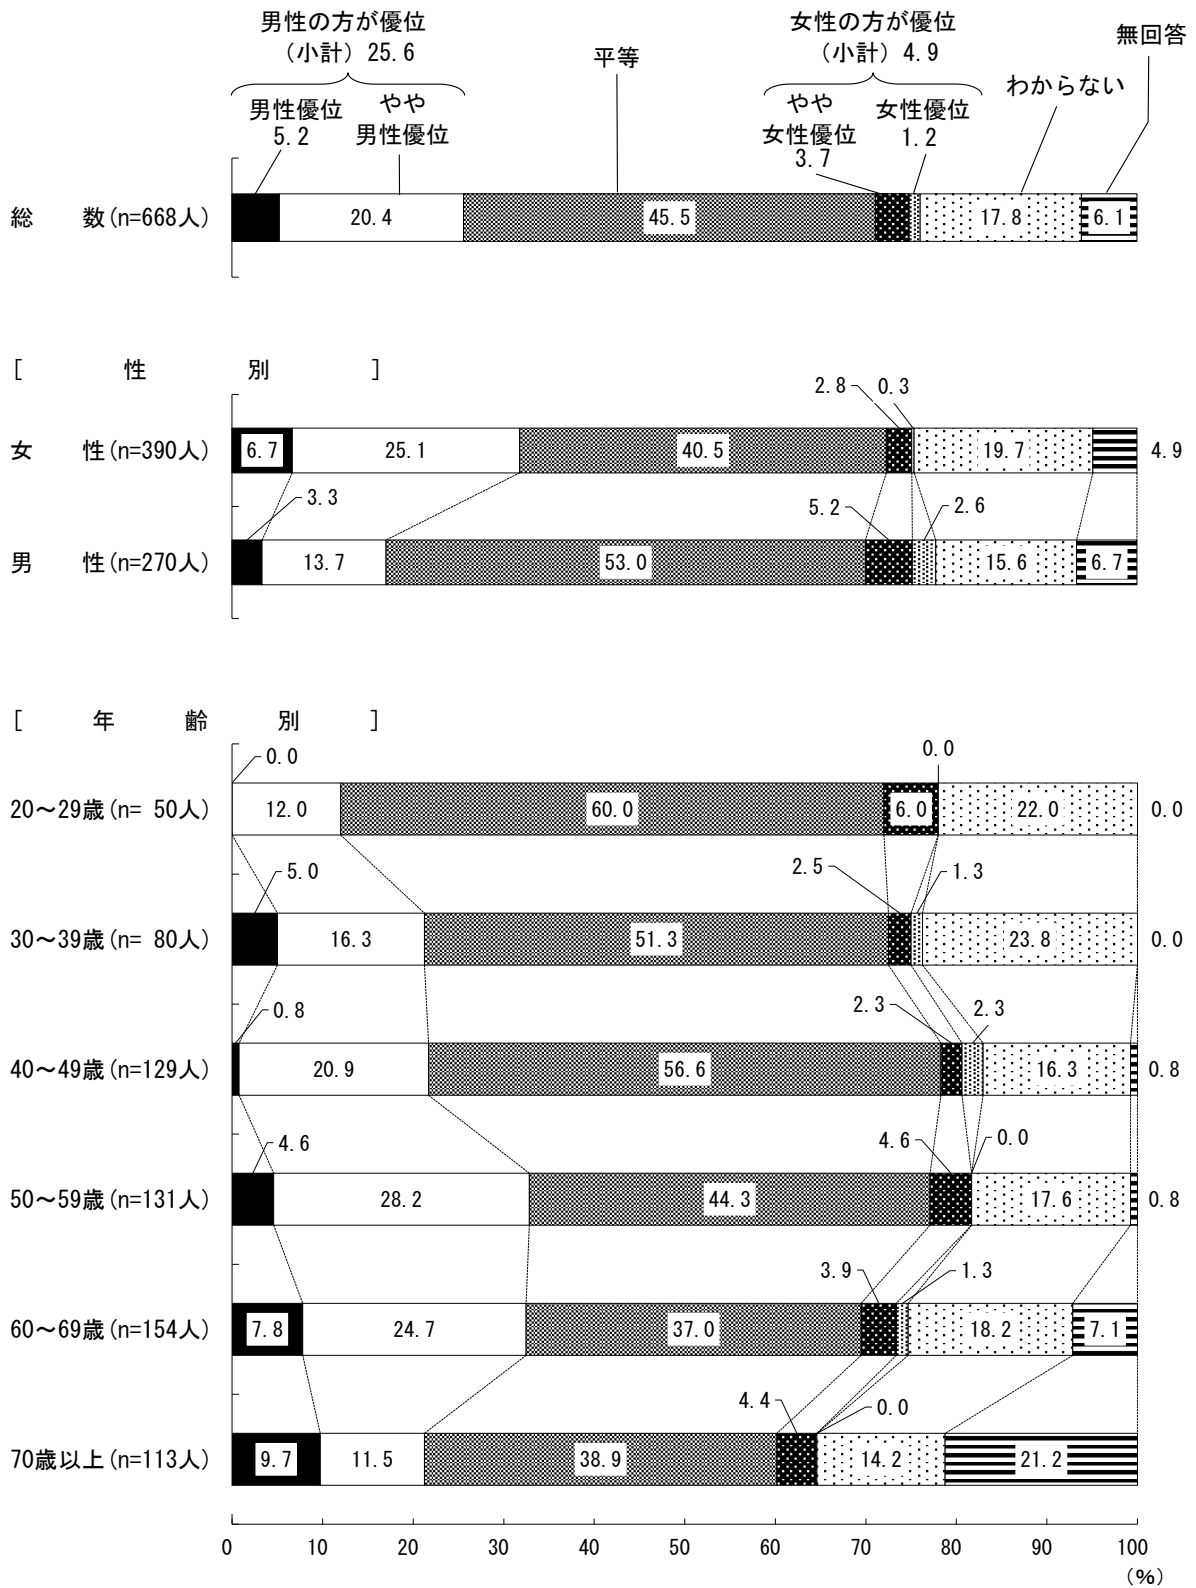 男性の方が優位
(小計) 25.6
女性の方が優位
(小計) 4.9
無回答
平等
わからない
男性優位
5.2
やや
男性優位
やや
女性優位
3.7
女性優位
1.2
総　　数(n=668人) 20.4 45.5 17.8 6.1
[　　性　　別　　]
2.8 0.3
女　　性(n=390人) 6.7 25.1 40.5 19.7 4.9
3.3 5.2 2.6
男　　性(n=270人) 13.7 53.0 15.6 6.7
[　　年　　齢　　別　　]
0.0 0.0
20～29歳(n= 50人) 12.0 60.0 6.0 22.0 0.0
5.0 2.5 1.3
30～39歳(n= 80人) 16.3 51.3 23.8 0.0
0.8 2.3 2.3
40～49歳(n=129人) 20.9 56.6 16.3 0.8
4.6 4.6 0.0
50～59歳(n=131人) 28.2 44.3 17.6 0.8
3.9 1.3
60～69歳(n=154人) 7.8 24.7 37.0 18.2 7.1
4.4 0.0
70歳以上(n=113人) 9.7 11.5 38.9 14.2 21.2
0 10 20 30 40 50 60 70 80 90 100
(%)